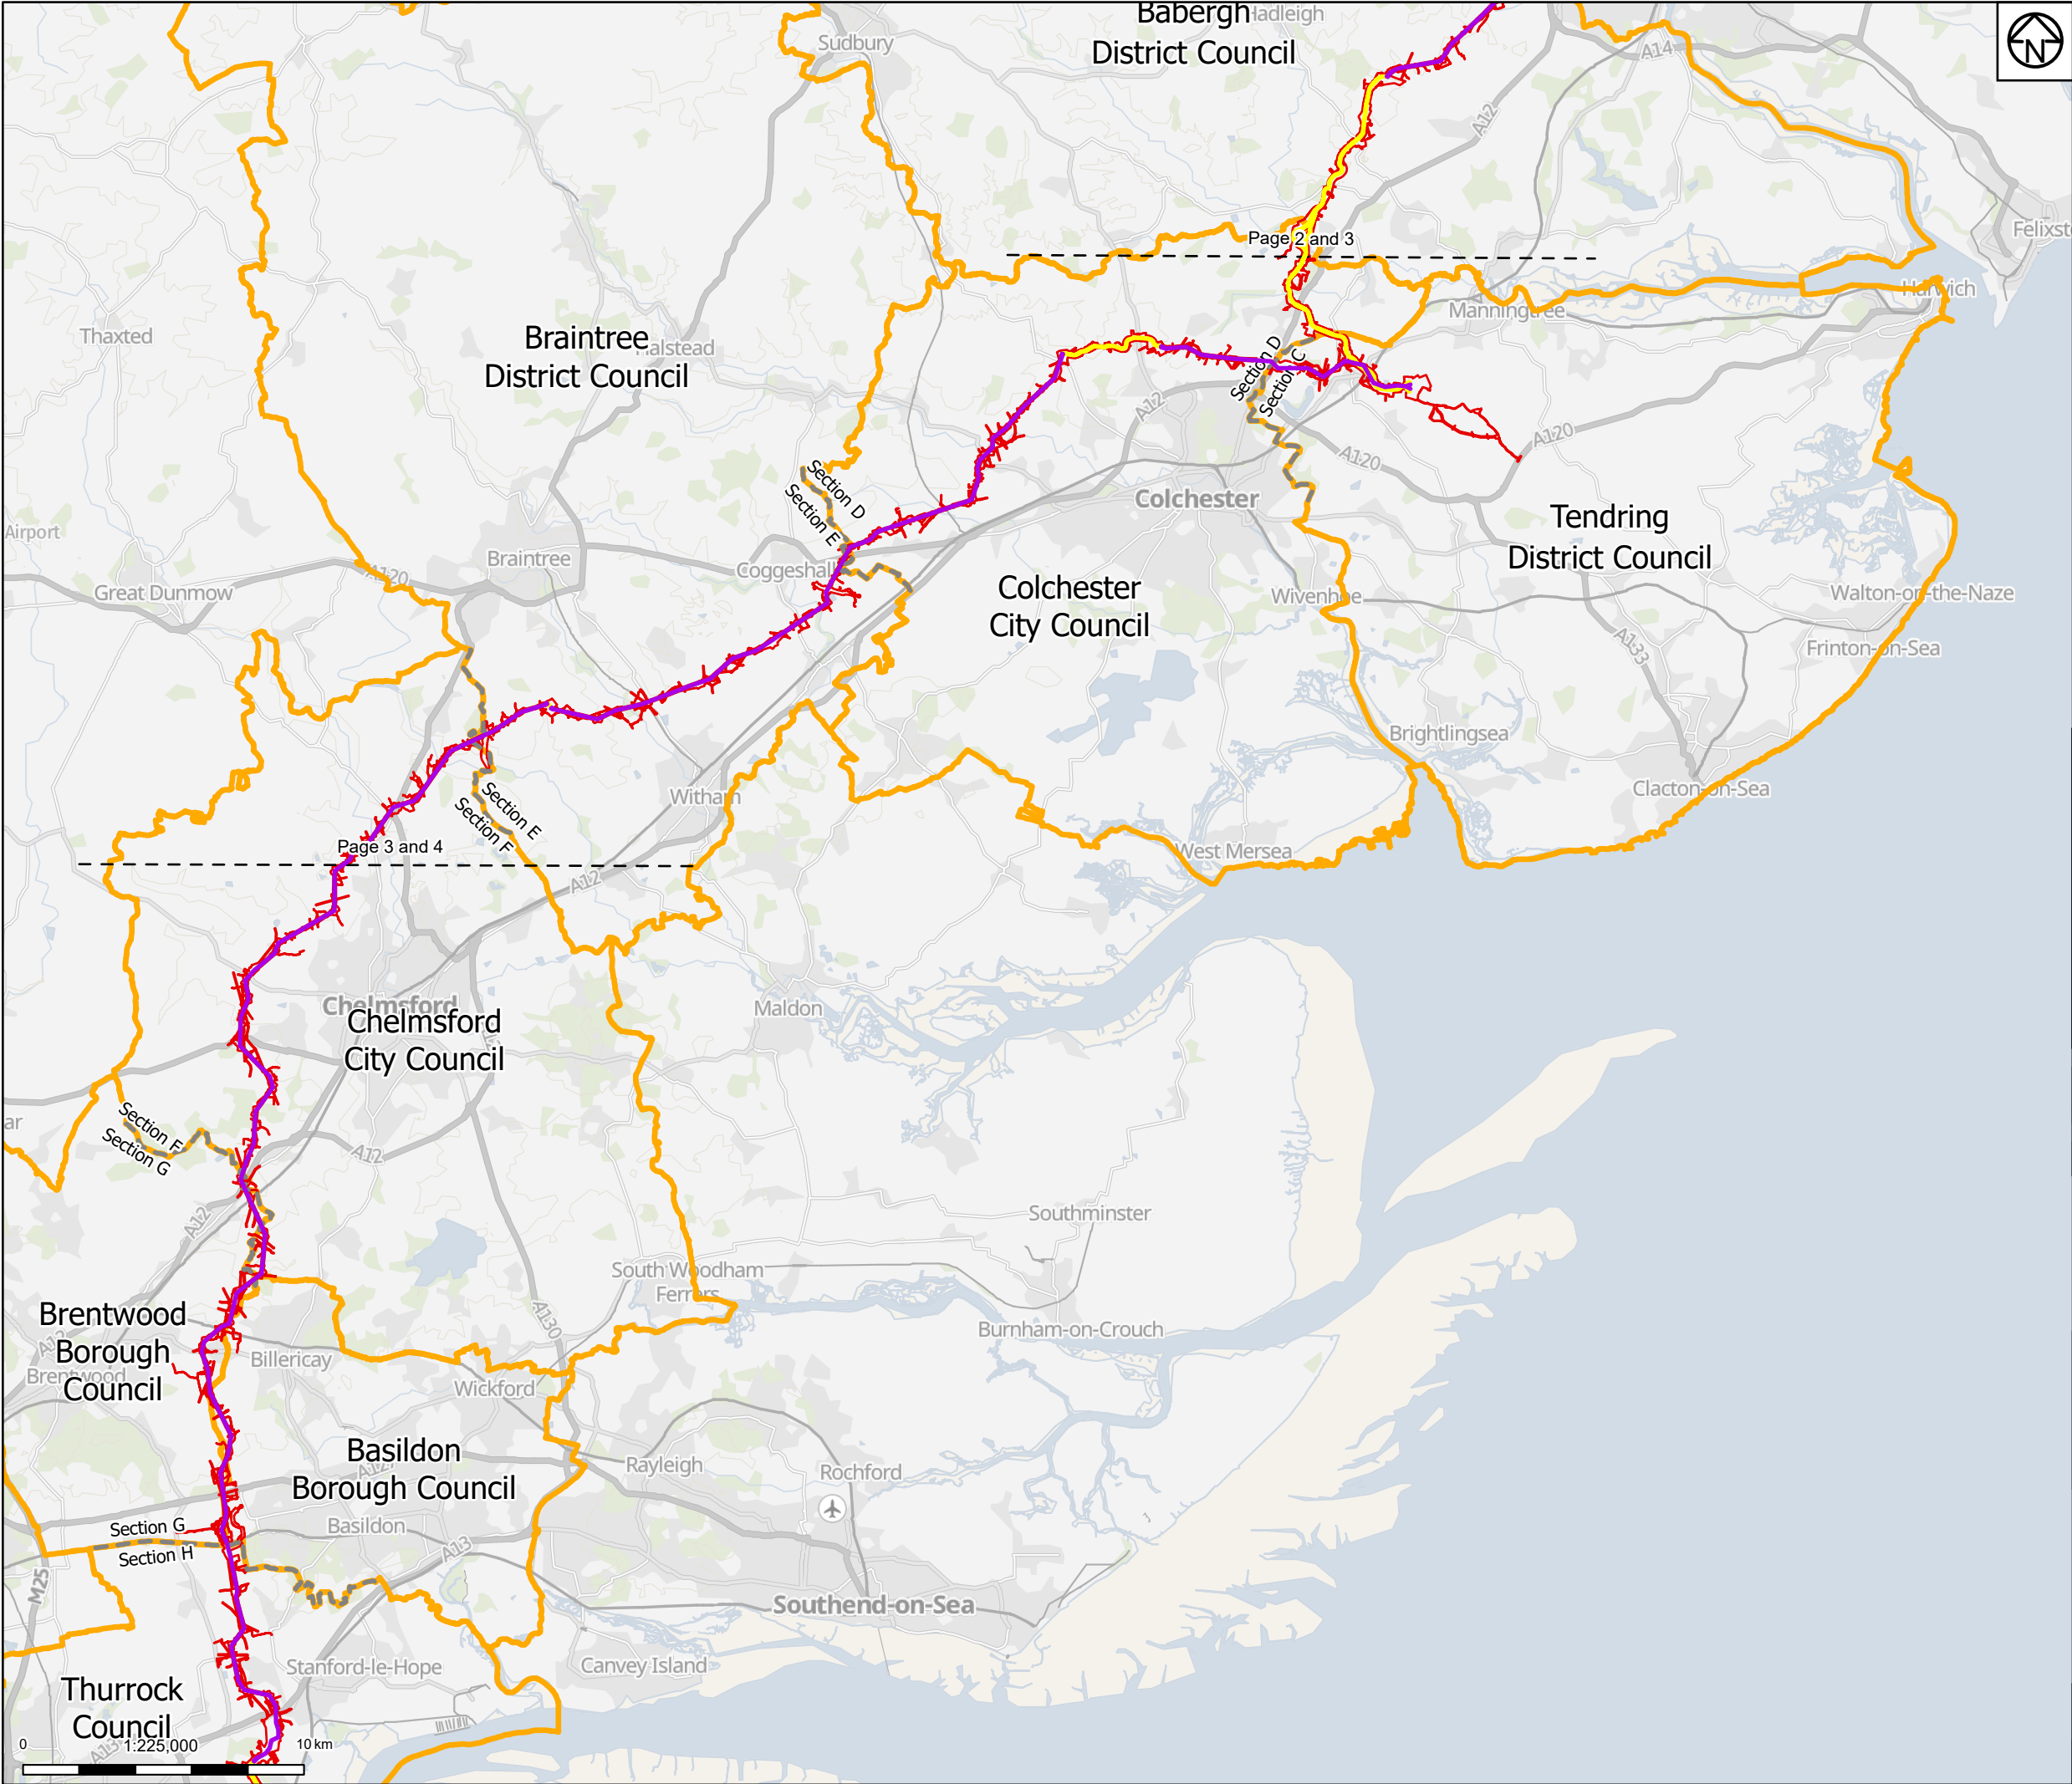 Babergh
District Council
Hadleigh
N
Sudbury
A14
A12
Felixst
Page 2 and 3
Harwich
Manningtree
Thaxted
Braintree
District Council
Halstead
Section D
Section C
A12
A120
A120
Section D
Section E
Colchester
Tendring
District Council
Airport
Braintree
Coggeshall
A120
Great Dunmow
Colchester
City Council
Wivenhoe
Walton-on-the-Naze
A133
Frinton-on-Sea
Brightlingsea
Clacton-on-Sea
Witham
Section E
Section F
Page 3 and 4
West Mersea
A12
Chelmsford
Chelmsford
City Council
Maldon
Section F
Section G
ar
A12
A12
Southminster
South Woodham
Ferrers
Brentwood
Borough
Council
A12
Brentwood
A130
Burnham-on-Crouch
Billericay
Wickford
Basildon
Borough Council
Rayleigh
Rochford
Section G
Section H
Basildon
A13
M25
Southend-on-Sea
Stanford-le-Hope
Canvey Island
Thurrock
Council
A13
0
1:225,000
10 km